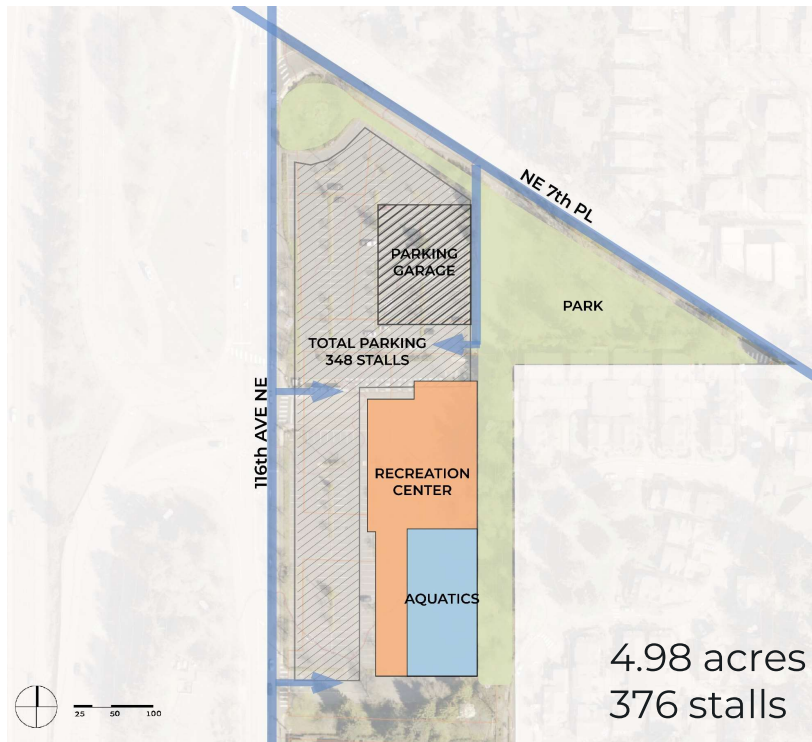 NE 7th PL
PARKING
GARAGE
PARK
TOTAL PARKING
348 STALLS
116th AVE NE
RECREATION
CENTER
AQUATICS
4.98 acres
376 stalls
25 50 100